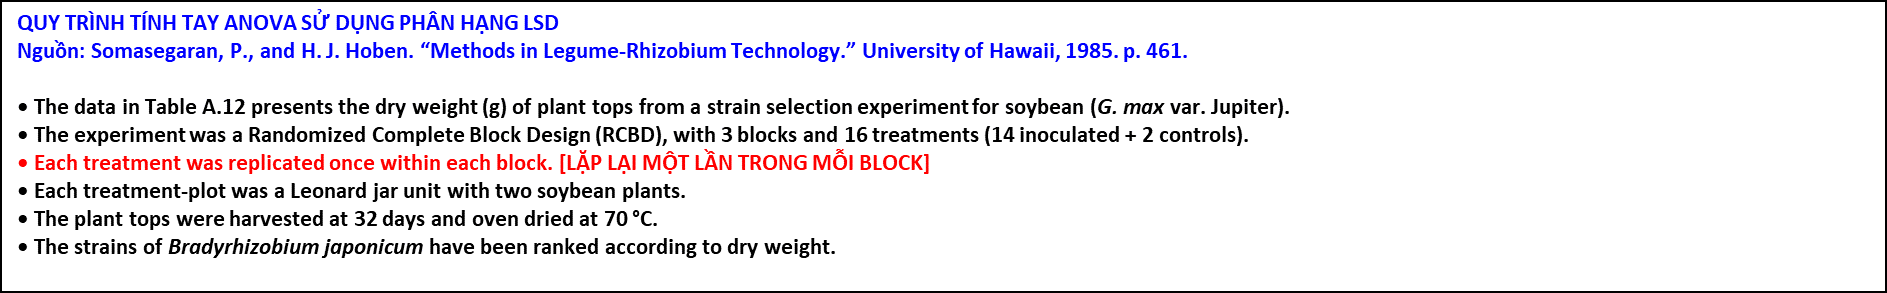 QUY TRÌNH TÍNH TAY ANOVA SỬ DỤNG PHÂN HẠNG LSD
Nguồn: Somasegaran, P., and H. J. Hoben. “Methods in Legume-Rhizobium Technology.” University of Hawaii, 1985. p. 461.
• The data in Table A.12 presents the dry weight (g) of plant tops from a strain selection experiment for soybean (G. max var. Jupiter).
• The experiment was a Randomized Complete Block Design (RCBD), with 3 blocks and 16 treatments (14 inoculated + 2 controls).
• Each treatment was replicated once within each block. [LẶP LẠI MỘT LẦN TRONG MỖI BLOCK]
• Each treatment-plot was a Leonard jar unit with two soybean plants.
• The plant tops were harvested at 32 days and oven dried at 70 °C.
• The strains of Bradyrhizobium japonicum have been ranked according to dry weight.